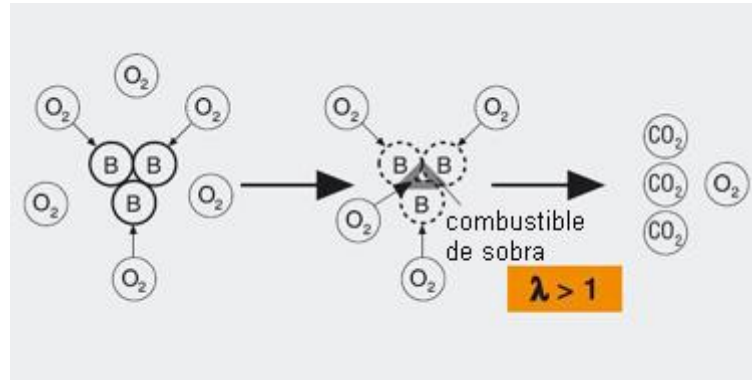 O₂
O₂ O₂
B B
O₂ B O₂
O₂
O₂ O₂
B B
B
O₂
O₂
combustible
de sobra
λ > 1
CO₂
CO₂ O₂
CO₂